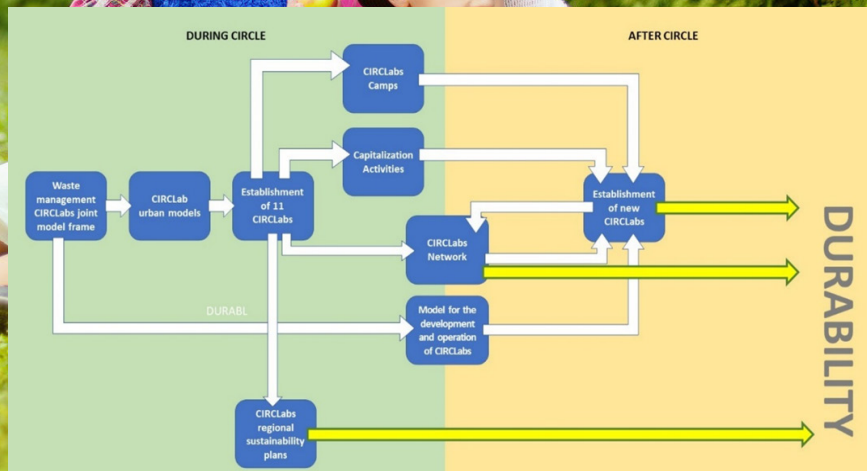 DURING CIRCLE
AFTER CIRCLE
CIRCLabs
Camps
Capitalization
Activities
Waste
management
CIRCLabs joint
model frame
CIRCLab
urban models
Establishment
of 11
CIRCLabs
Establishment
of new
CIRCLabs
CIRCLabs
Network
DURABL
Model for the
development
and operation
of CIRCLabs
CIRCLabs
regional
sustainability
plans
DURABILITY